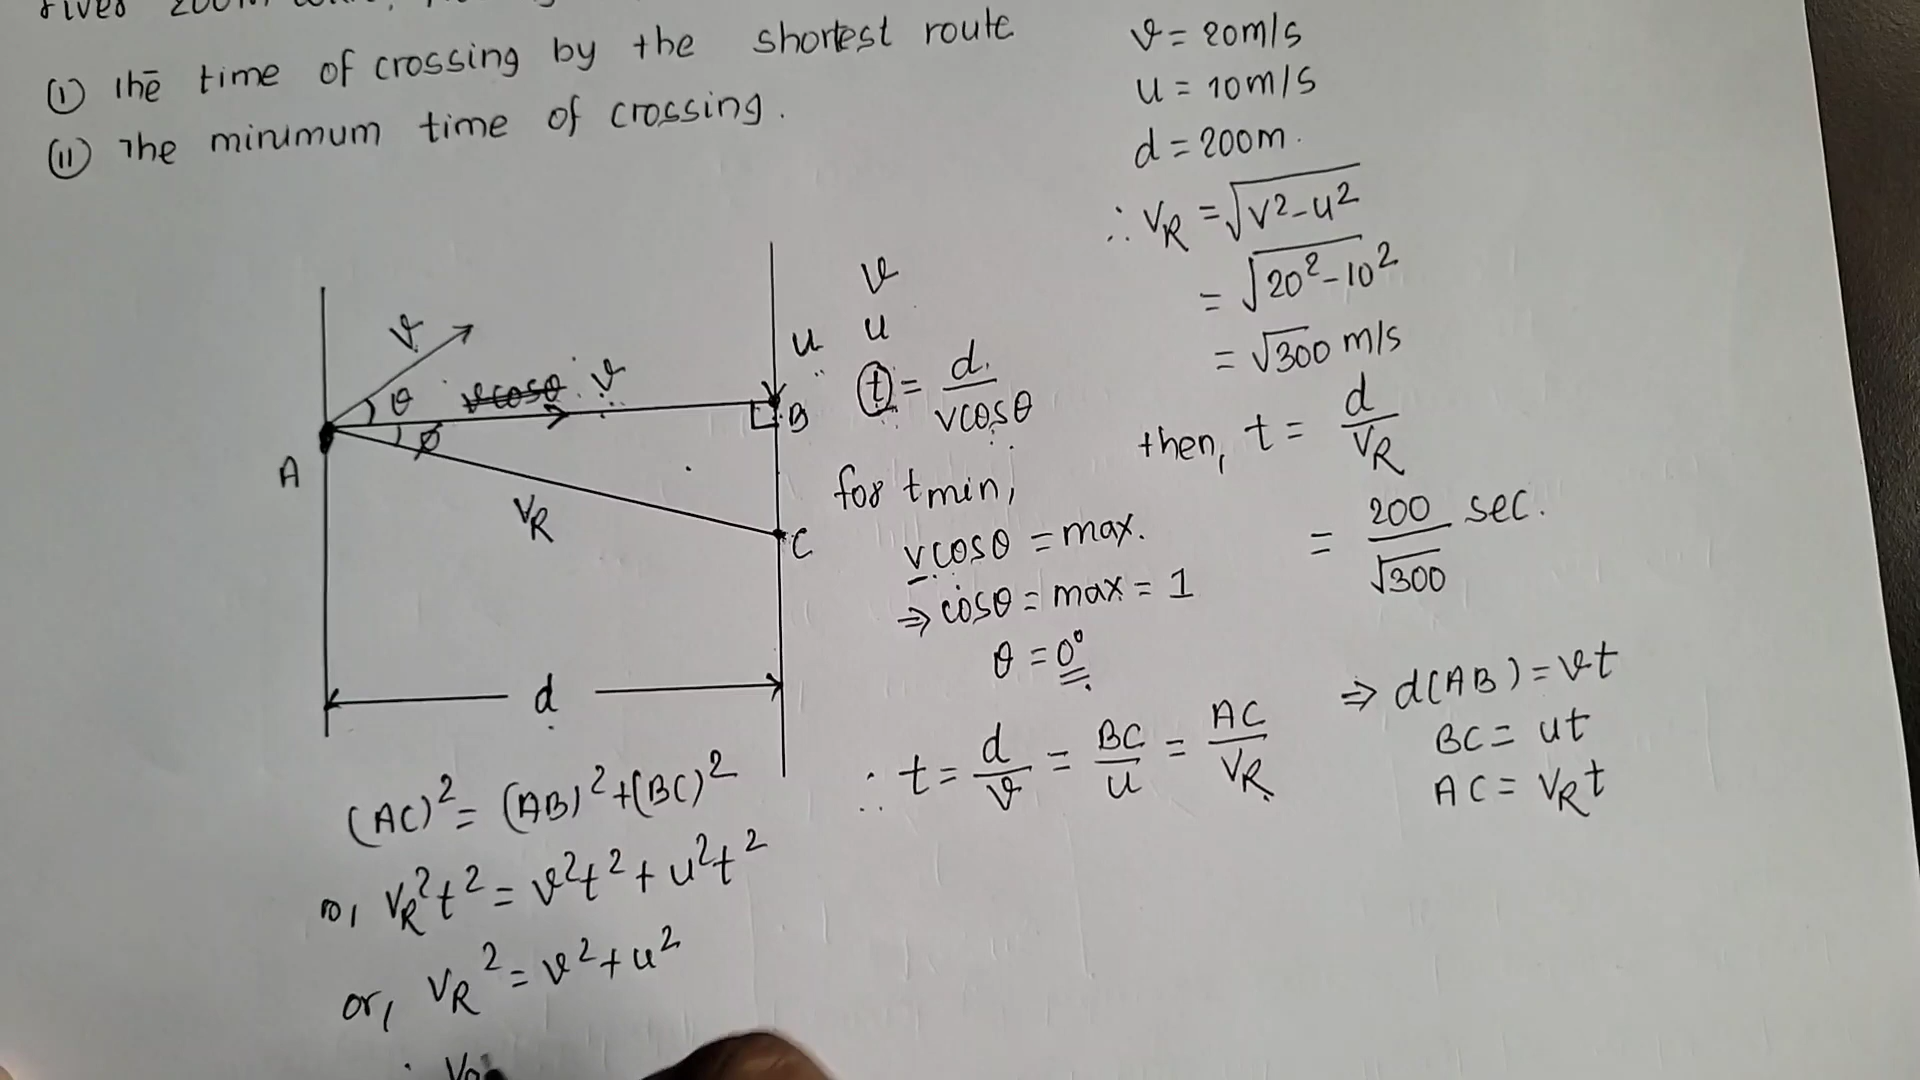 200m
(i) The time of crossing by the shortest route
(ii) The minimum time of crossing.
v = 20m/s
u = 10m/s
d = 200m.
∴ VR = √v² - u²
= √20² - 10²
= √300 m/s
then, t = d/VR
= 200/√300 sec.
v
θ
vcosθ
v
u
B
A
ø
VR
C
d
v
u
t = d/vcosθ
for tmin,
vcosθ = max.
⇒ cosθ = max = 1
θ = 0°
∴ t = d/v = BC/u = AC/VR
⇒ d(AB) = vt
BC = ut
AC = VRt
(AC)² = (AB)² + (BC)²
or, VR²t² = v²t² + u²t²
or, VR² = v² + u²